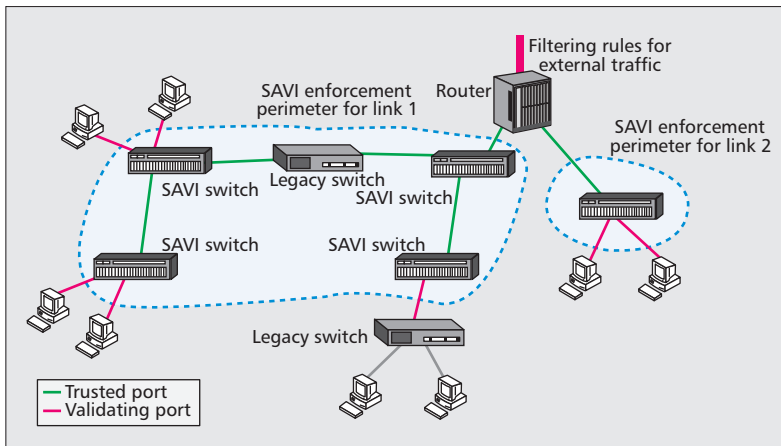 Filtering rules for
external traffic
SAVI enforcement
perimeter for link 1
Router
SAVI enforcement
perimeter for link 2
SAVI switch
Legacy switch
SAVI switch
SAVI switch
SAVI switch
Legacy switch
Trusted port
Validating port